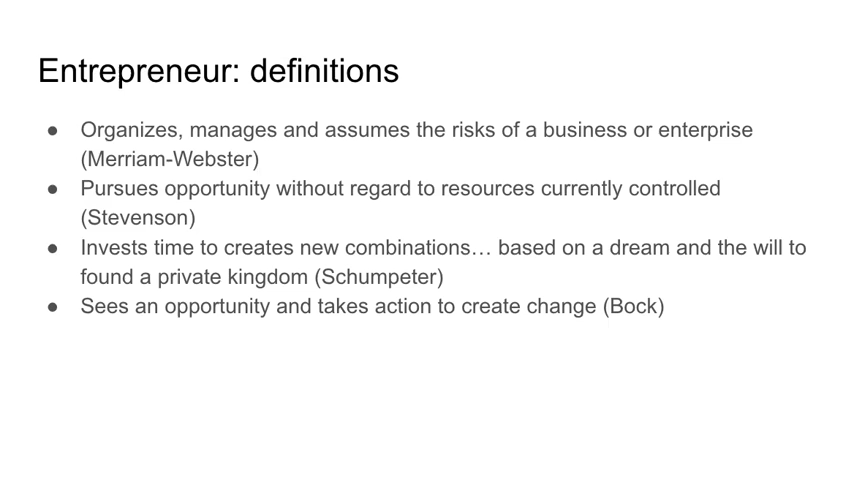 Entrepreneur: definitions
● Organizes, manages and assumes the risks of a business or enterprise
(Merriam-Webster)
● Pursues opportunity without regard to resources currently controlled
(Stevenson)
● Invests time to creates new combinations… based on a dream and the will to
found a private kingdom (Schumpeter)
● Sees an opportunity and takes action to create change (Bock)